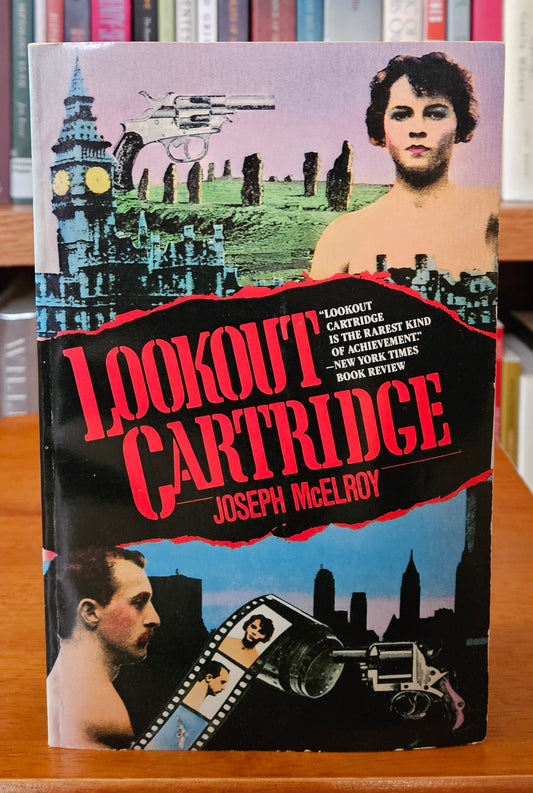 LOOKOUT
CARTRIDGE
"LOOKOUT
CARTRIDGE
IS THE RAREST KIND
OF ACHIEVEMENT."
—NEW YORK TIMES
BOOK REVIEW
JOSEPH McELROY